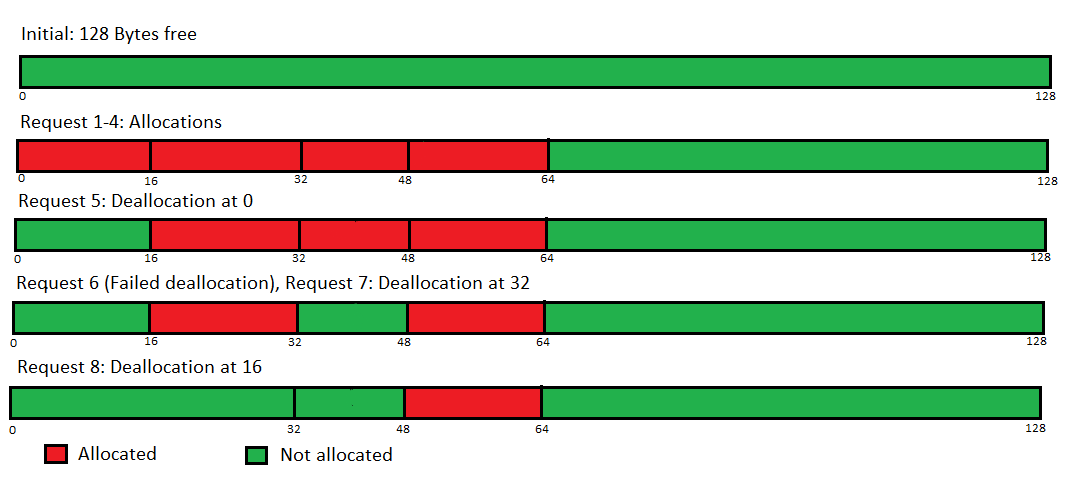 Initial: 128 Bytes free
0 128
Request 1-4: Allocations
0 16 32 48 64 128
Request 5: Deallocation at 0
0 16 32 48 64 128
Request 6 (Failed deallocation), Request 7: Deallocation at 32
0 16 32 48 64 128
Request 8: Deallocation at 16
0 32 48 64 128
Allocated Not allocated